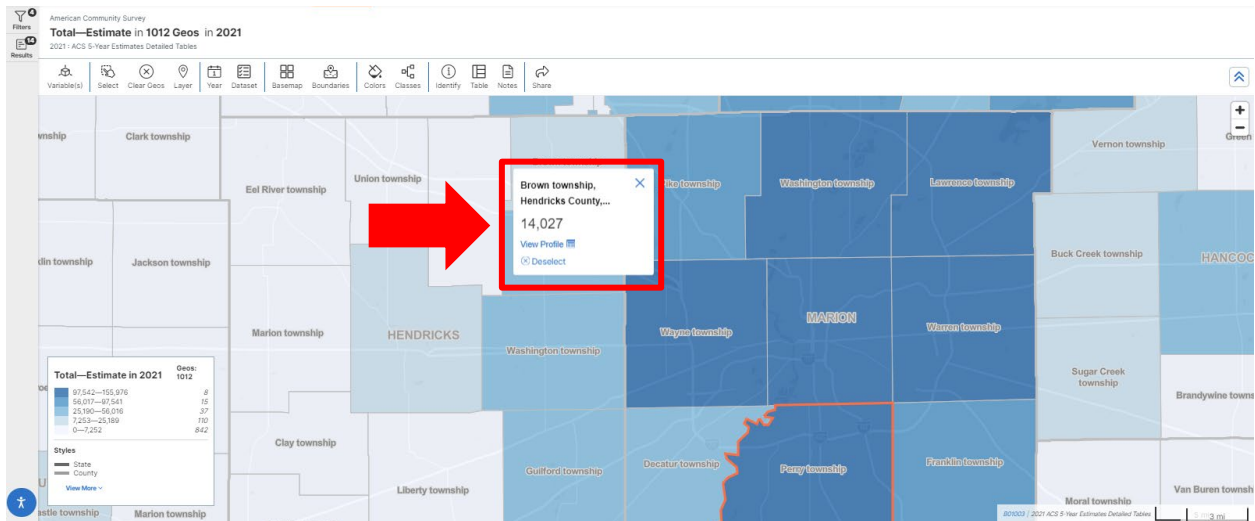 4
Filters
14
Results
American Community Survey
Total—Estimate in 1012 Geos in 2021
2021 : ACS 5-Year Estimates Detailed Tables
Variable(s) Select Clear Geos Layer Year Dataset Basemap Boundaries Colors Classes Identify Table Notes Share
+
−
Clark township
Vernon township
Green
Eel River township
Union township
Washington township
Lawrence township
Brown township,
Hendricks County,...
14,027
View Profile
Deselect
Jackson township
Buck Creek township
HANCOC
Marion township
HENDRICKS
Washington township
Wayne township
MARION
Warren township
Sugar Creek
township
Brandywine towns
Total—Estimate in 2021
Geos:
1012
97,542—155,976 8
56,017—97,541 15
25,190—56,016 37
7,253—25,189 110
0—7,252 842
Styles
State
County
View More
Clay township
Guilford township
Decatur township
Perry township
Franklin township
Liberty township
Marion township
Moral township
Van Buren townsh
B01003 | 2021 ACS 5-Year Estimates Detailed Tables
3 mi